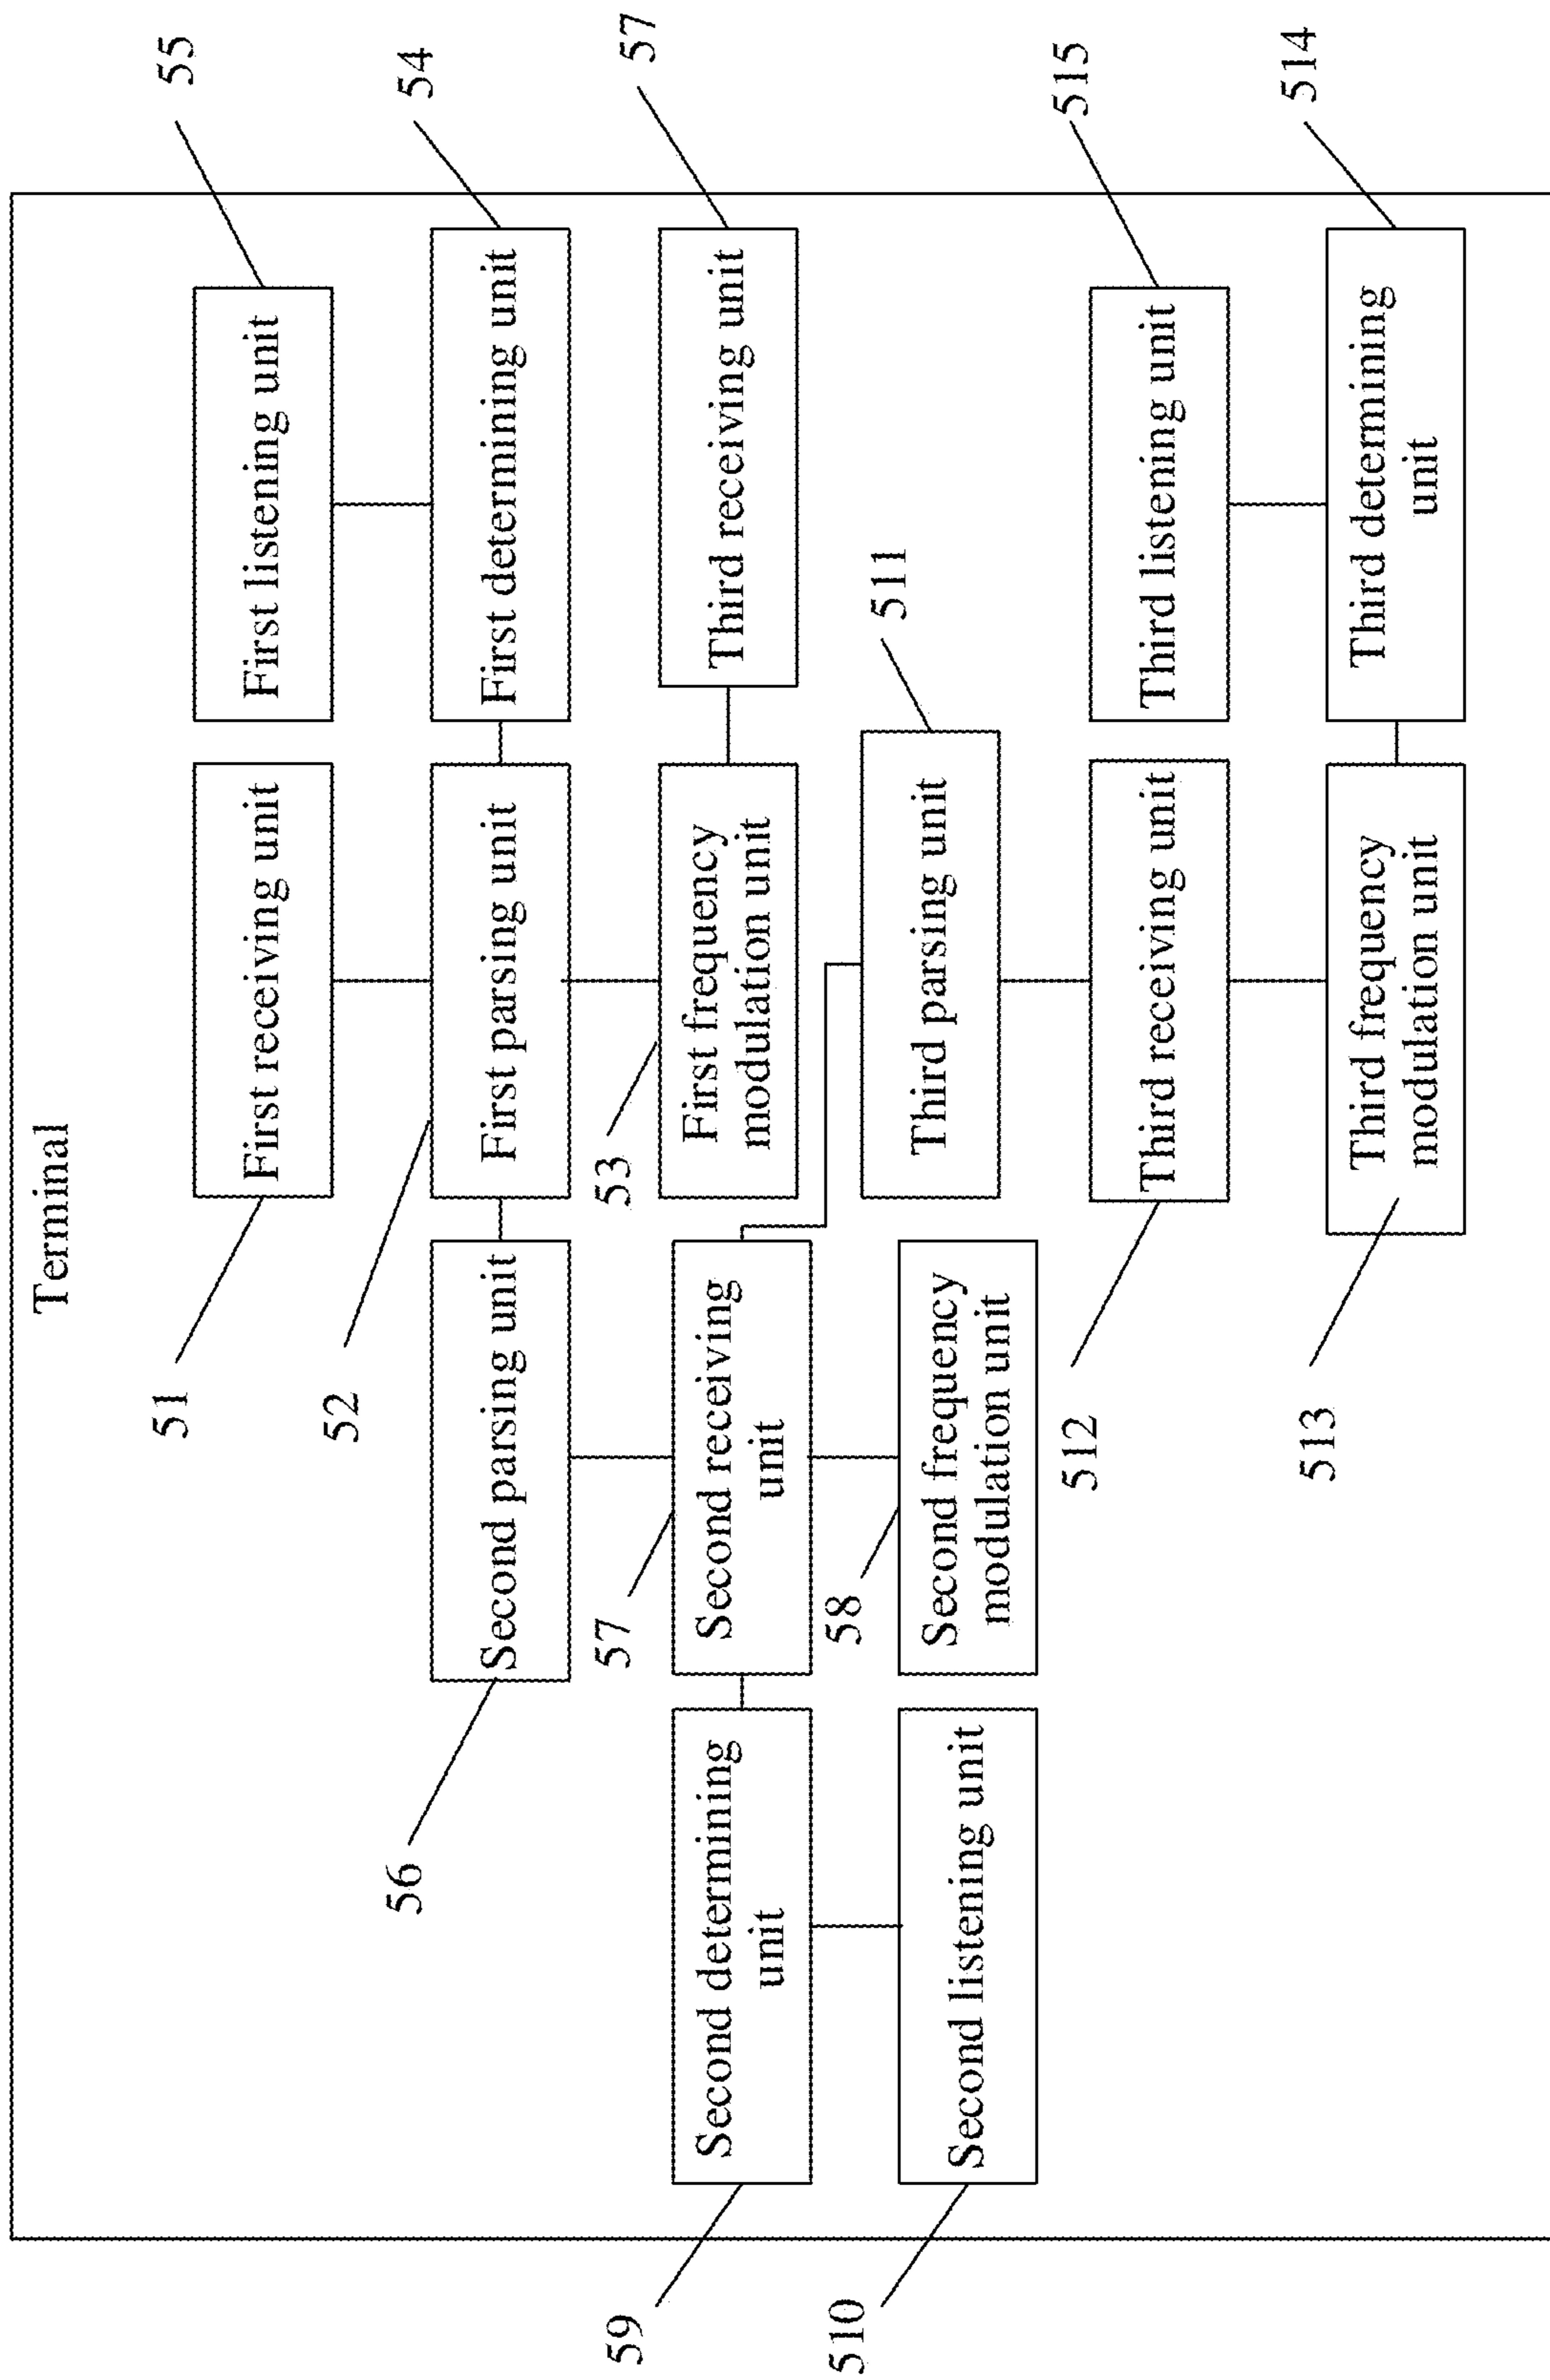 Terminal
51
First receiving unit
First listening unit
55
52
56
Second parsing unit
First parsing unit
First determining unit
54
59
Second determining
unit
57
Second receiving
unit
53
First frequency
modulation unit
Third receiving unit
57
510
Second listening unit
58
Second frequency
modulation unit
Third parsing unit
511
512
Third receiving unit
Third listening unit
515
513
Third frequency
modulation unit
Third determining
unit
514